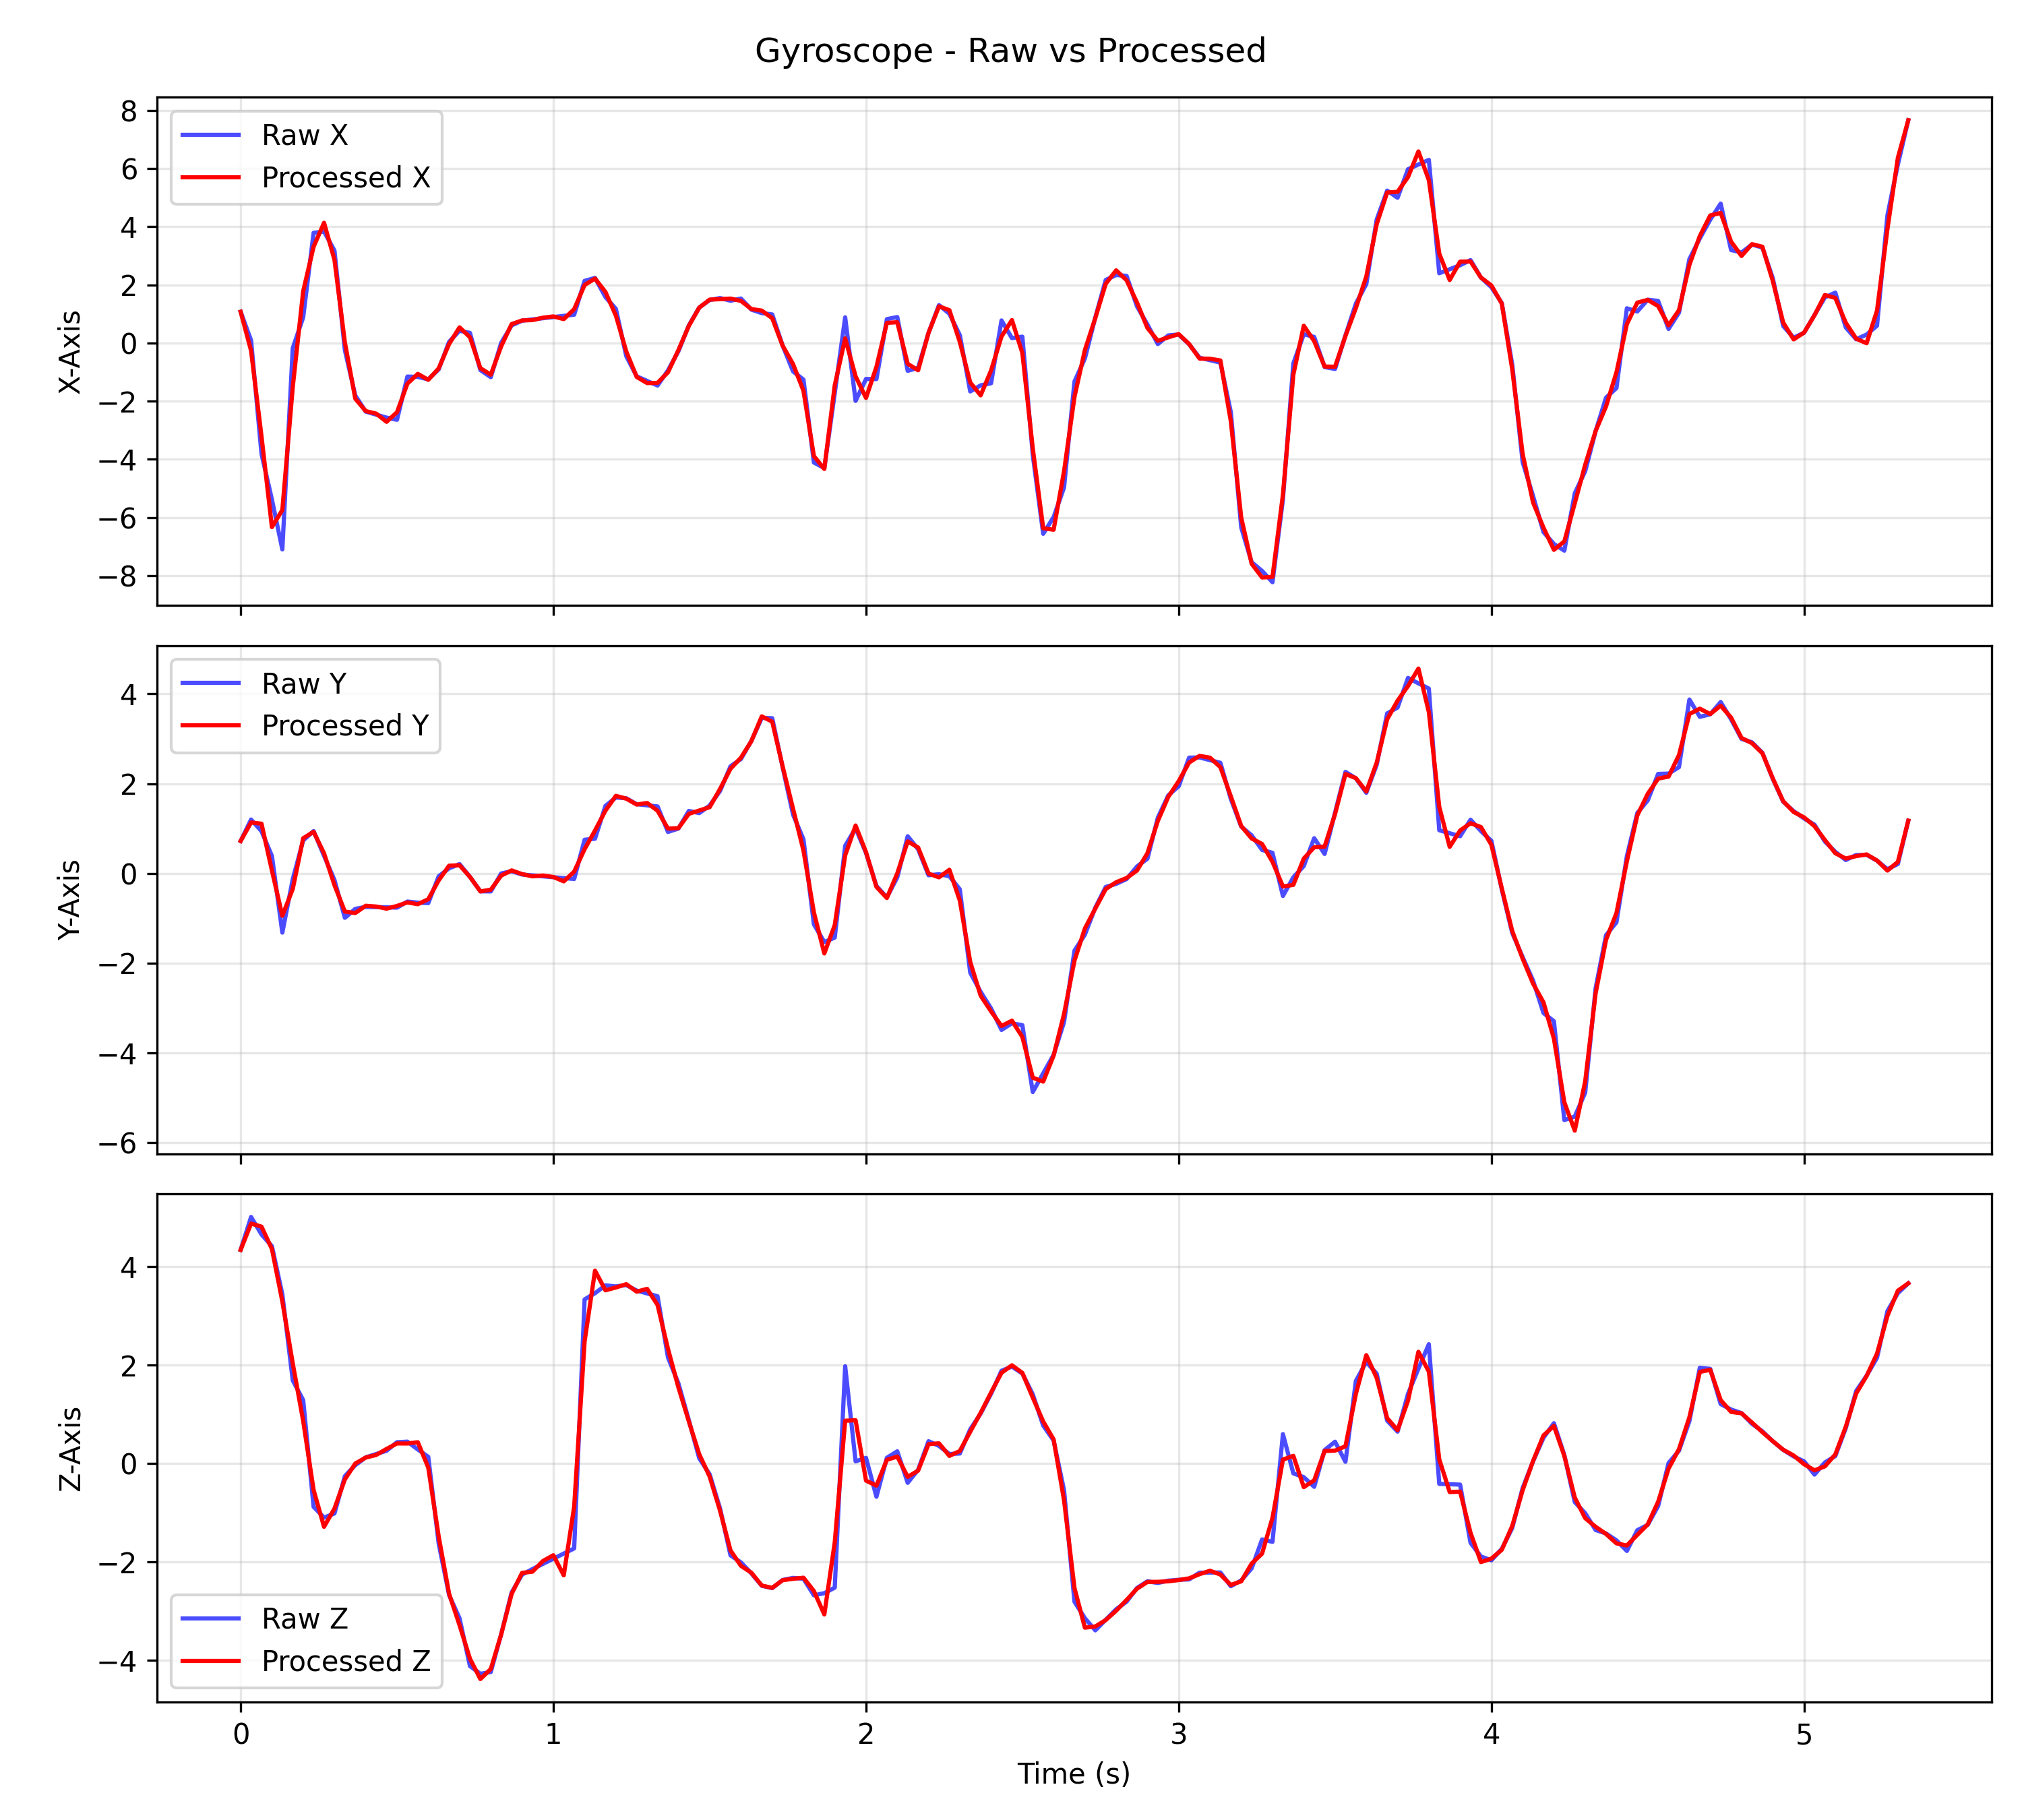 Gyroscope - Raw vs Processed
8
6
4
2
0
−2
−4
−6
−8
X-Axis
Raw X
Processed X
4
2
0
−2
−4
−6
Y-Axis
Raw Y
Processed Y
4
2
0
−2
−4
Z-Axis
Raw Z
Processed Z
0 1 2 3 4 5
Time (s)